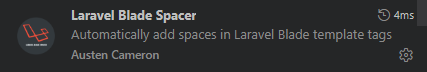 Laravel Blade Spacer 4ms
Automatically add spaces in Laravel Blade template tags
Austen Cameron